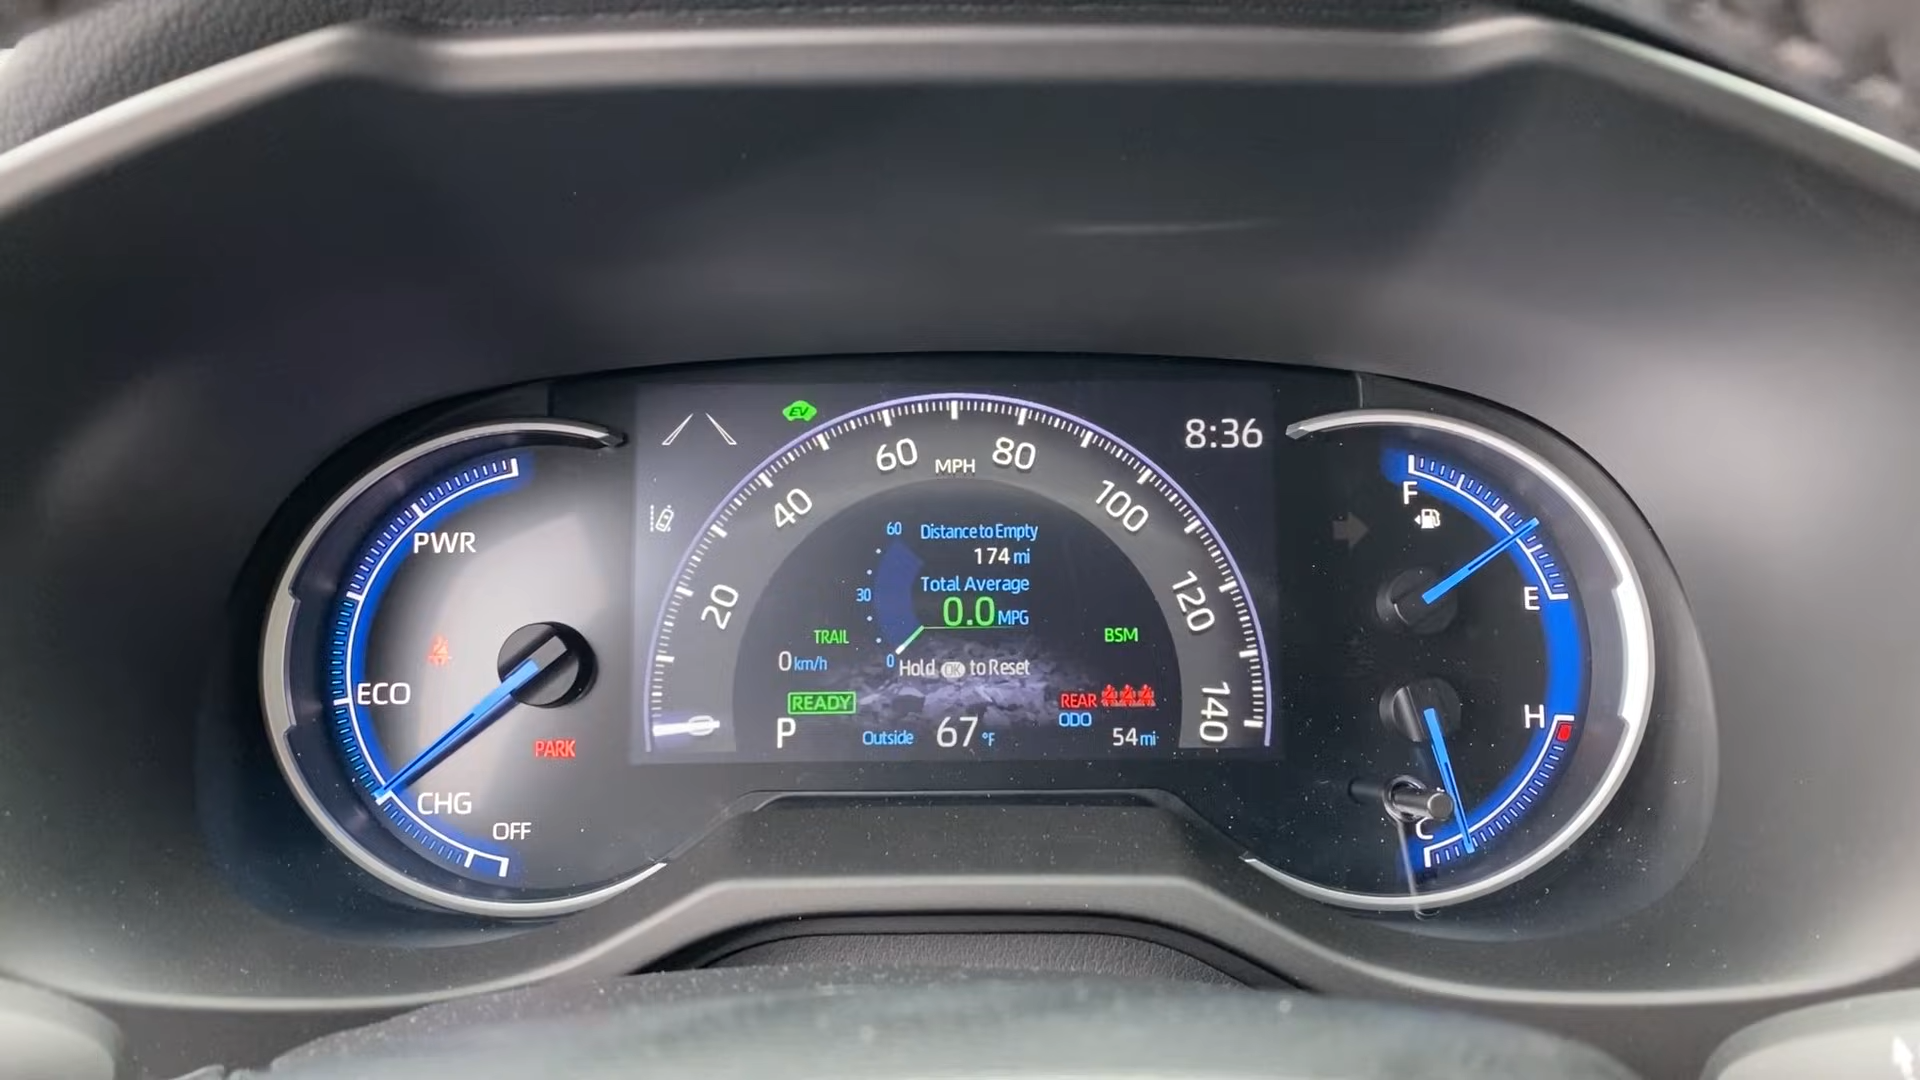 PWR
ECO
CHG
OFF
PARK
EV
8:36
20
40
60
MPH
80
100
120
140
0
60
30
0
Distance to Empty
174 mi
Total Average
0.0 MPG
Hold OK to Reset
TRAIL
BSM
0 km/h
READY
P
Outside 67 °F
REAR
ODO
54 mi
F
E
H
C